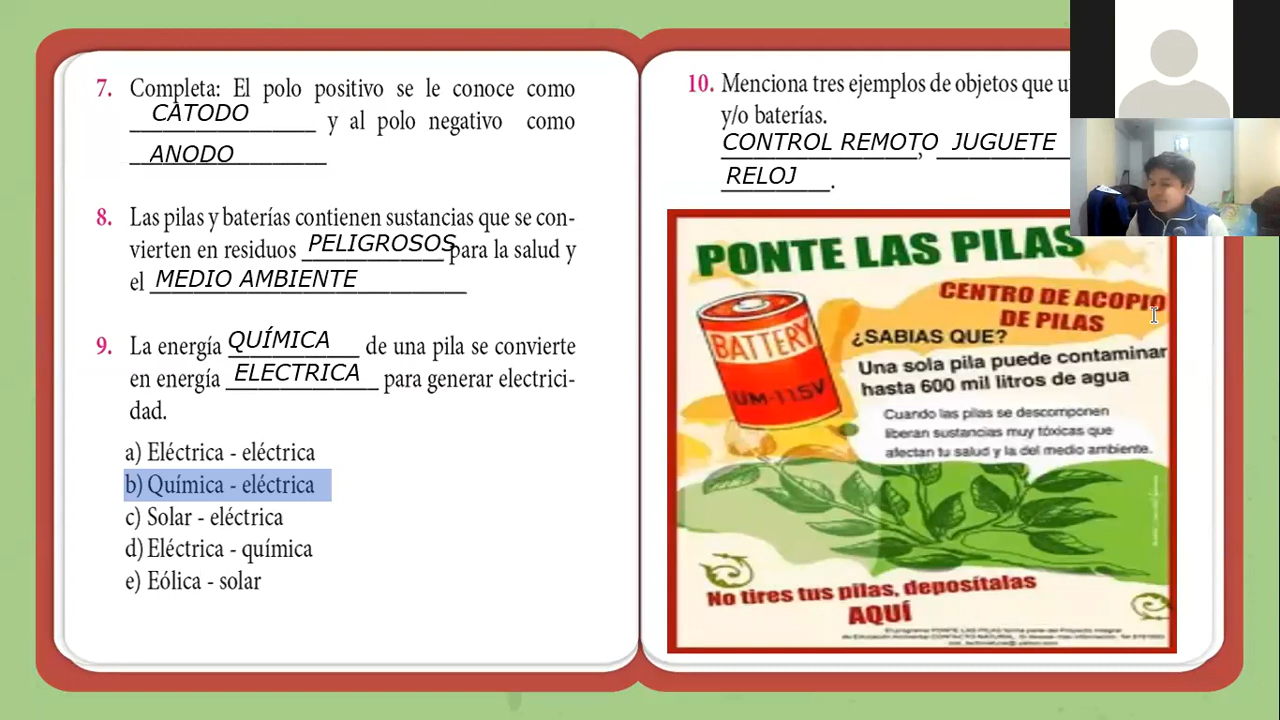 7. Completa: El polo positivo se le conoce como
CÁTODO y al polo negativo como
ANODO
8. Las pilas y baterías contienen sustancias que se con-
vierten en residuos PELIGROSOS para la salud y
el MEDIO AMBIENTE
9. La energía QUÍMICA de una pila se convierte
en energía ELECTRICA para generar electrici-
dad.
a) Eléctrica - eléctrica
b) Química - eléctrica
c) Solar - eléctrica
d) Eléctrica - química
e) Eólica - solar
10. Menciona tres ejemplos de objetos que
y/o baterías.
CONTROL REMOTO, JUGUETE
RELOJ.
PONTE LAS PILAS
CENTRO DE ACOPIO
DE PILAS
BATTERY
UM-1 1.5V
¿SABIAS QUE?
Una sola pila puede contaminar
hasta 600 mil litros de agua
Cuando las pilas se descomponen
liberan sustancias muy tóxicas que
afectan tu salud y la del medio ambiente.
No tires tus pilas, deposítalas
AQUÍ